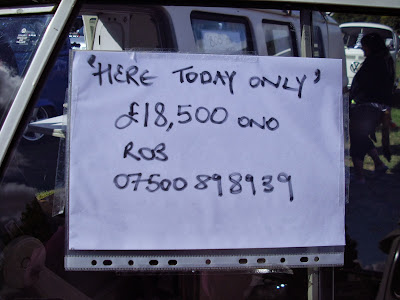 'HERE TODAY ONLY'
£18,500 ONO
ROB
07500 898939